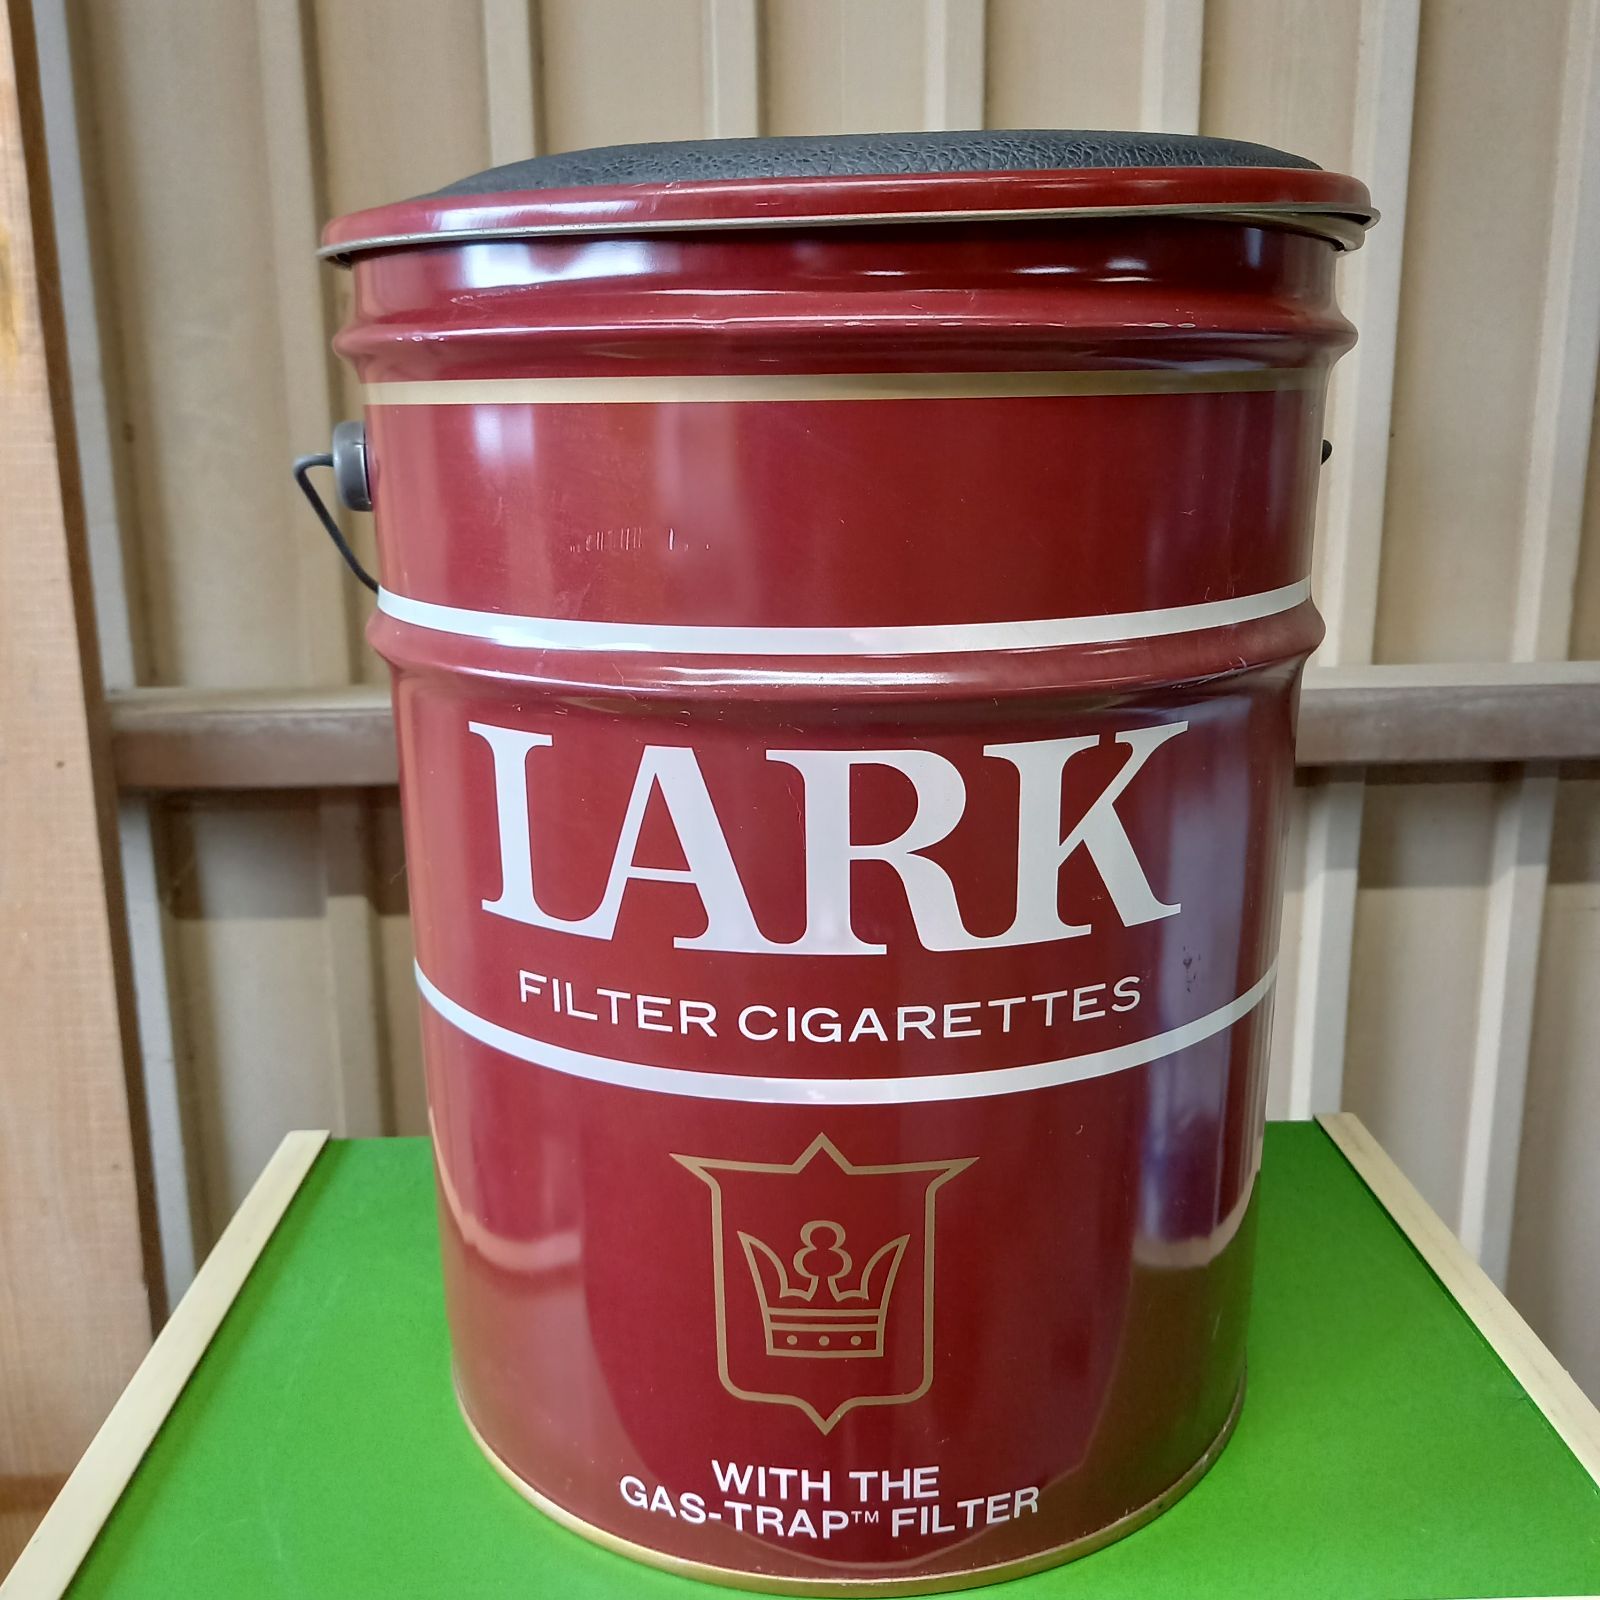 LARK
FILTER CIGARETTES
WITH THE
GAS-TRAP™ FILTER